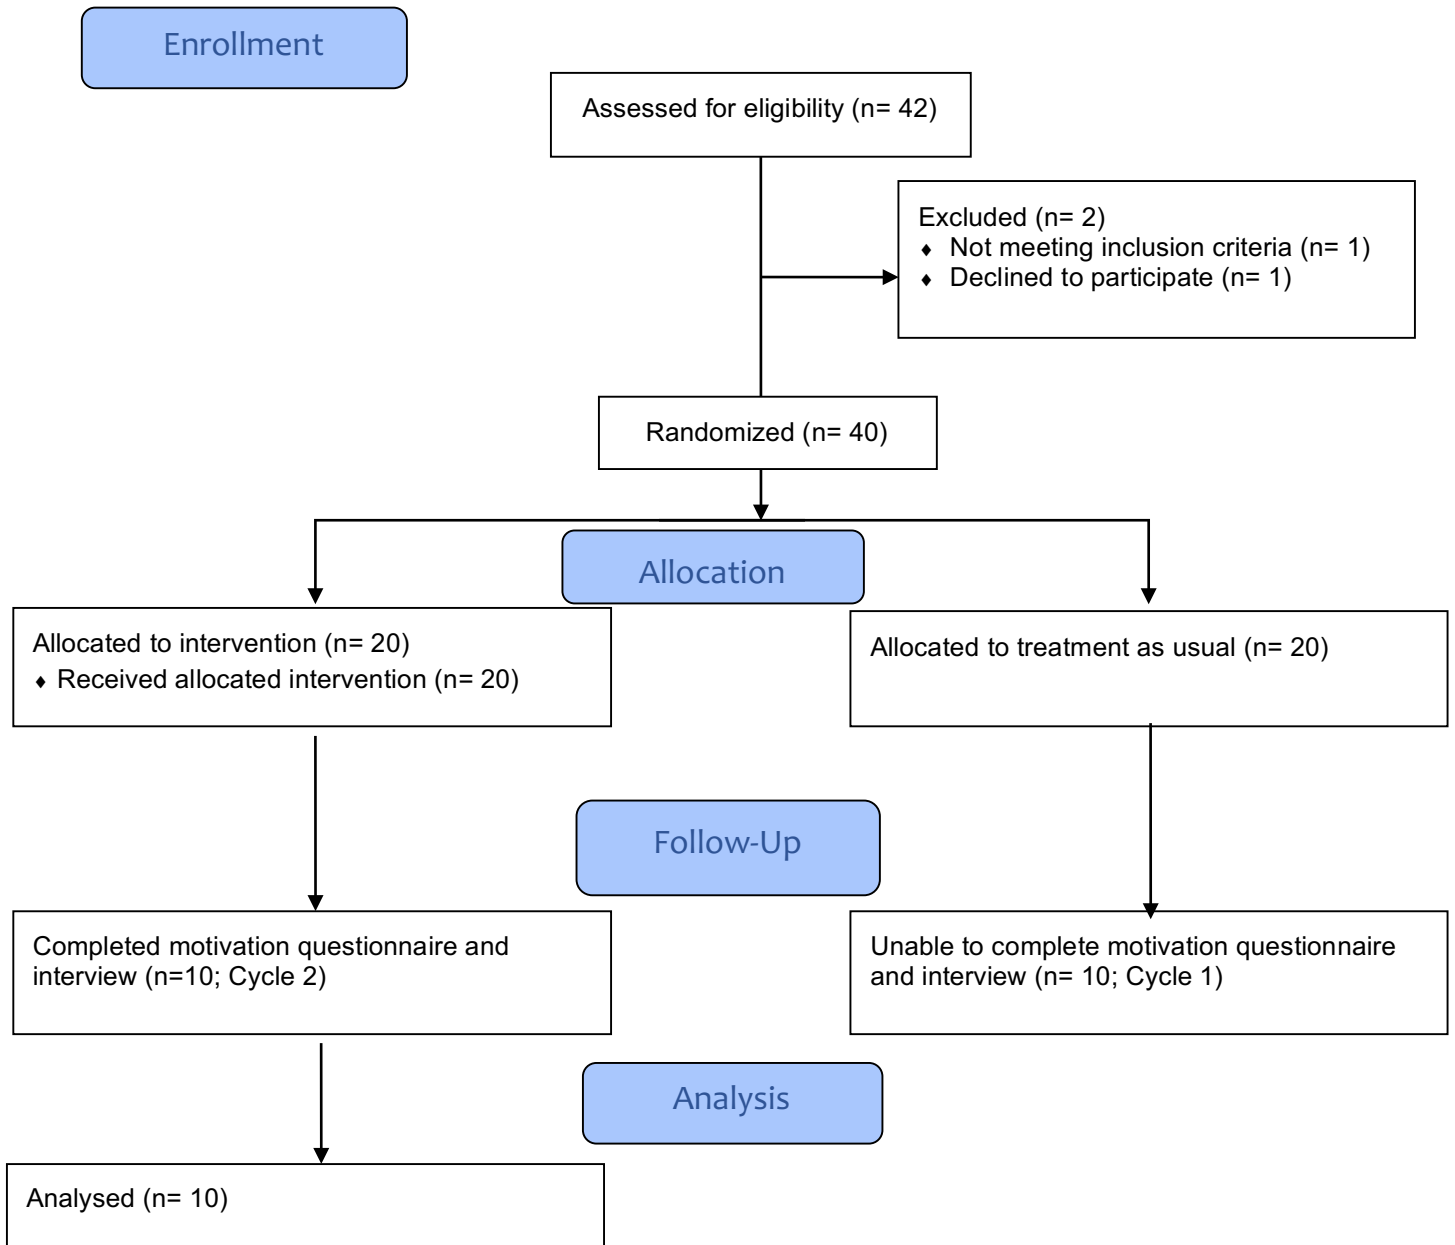 Enrollment
Assessed for eligibility (n= 42)
Excluded (n= 2)
♦ Not meeting inclusion criteria (n= 1)
♦ Declined to participate (n= 1)
Randomized (n= 40)
Allocation
Allocated to intervention (n= 20)
♦ Received allocated intervention (n= 20)
Allocated to treatment as usual (n= 20)
Follow-Up
Completed motivation questionnaire and
interview (n=10; Cycle 2)
Unable to complete motivation questionnaire
and interview (n= 10; Cycle 1)
Analysis
Analysed (n= 10)